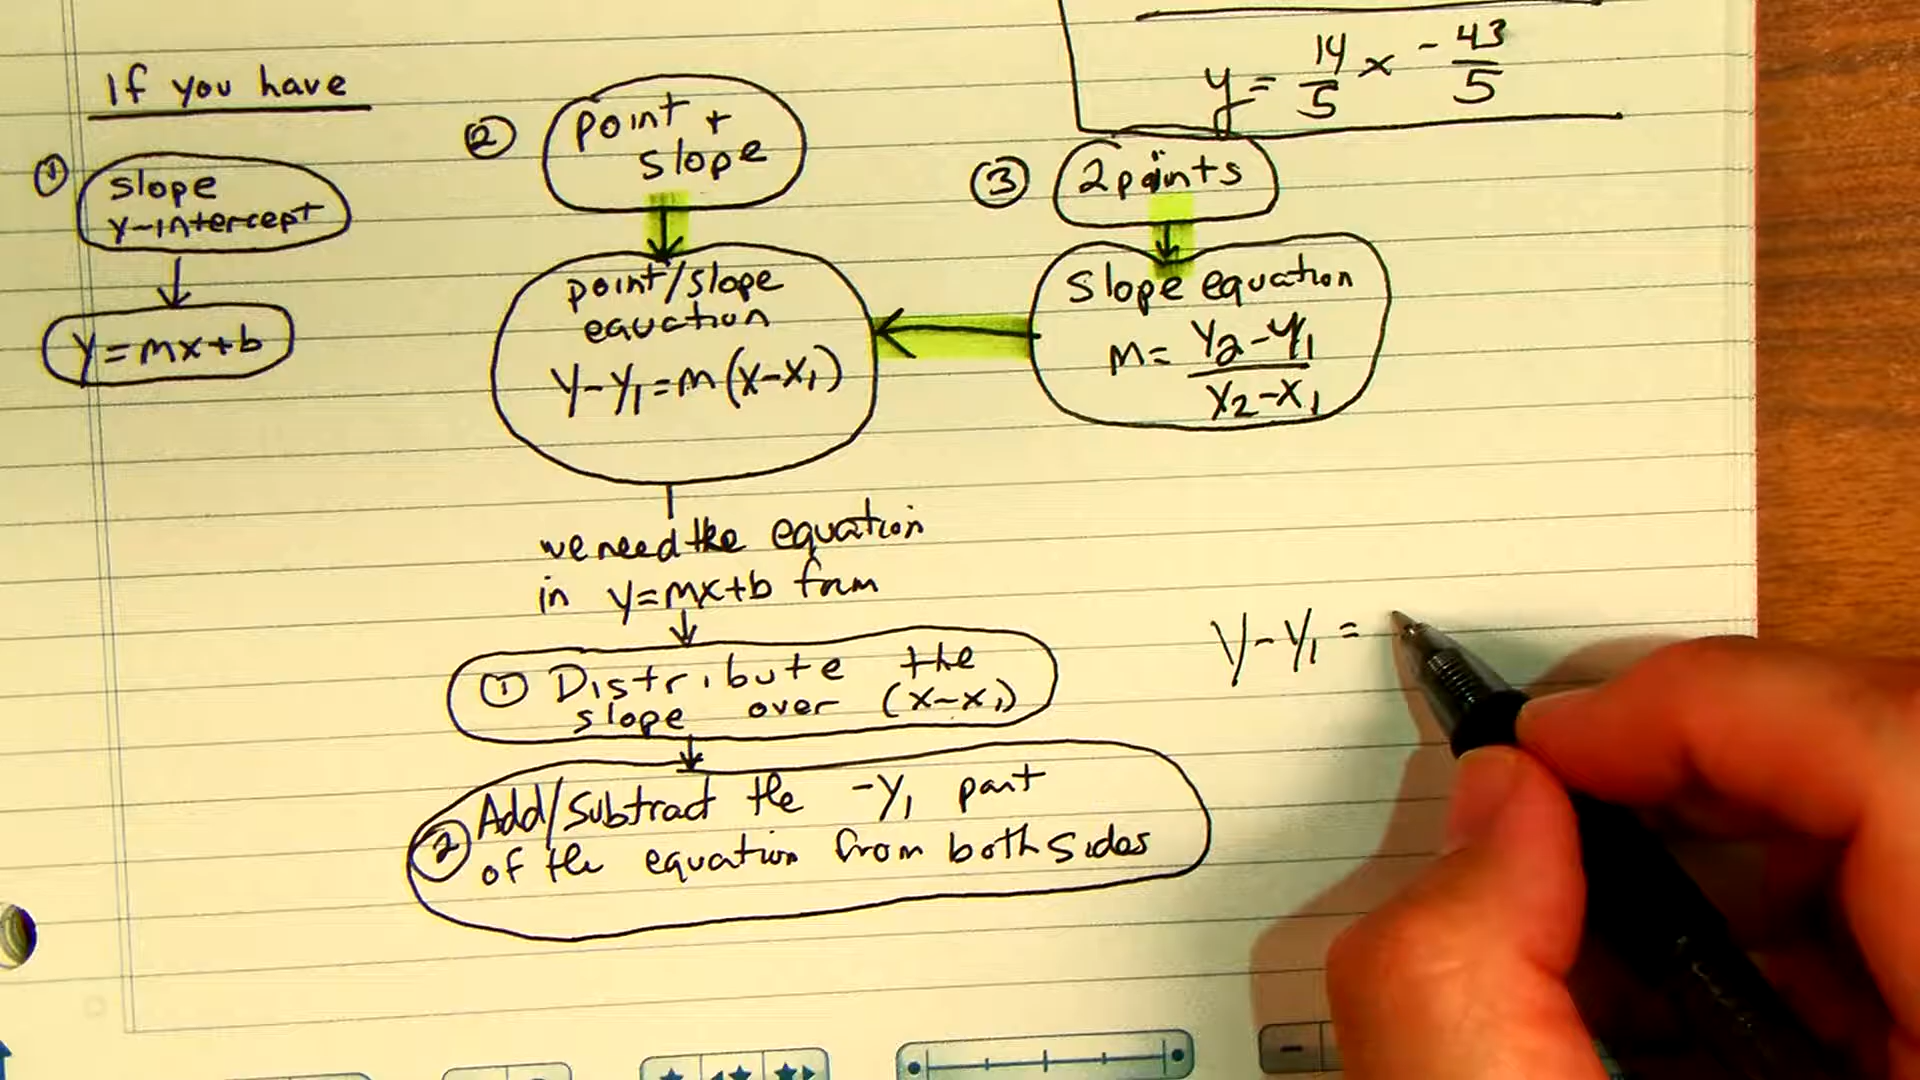 If you have
① slope
y-intercept
y=mx+b
② point +
slope
point/slope
equation
y-y₁=m(x-x₁)
③ 2 points
slope equation
m= y₂-y₁
x₂-x₁
y= 14/5 x - 43/5
we need the equation
in y=mx+b form
① Distribute the
slope over (x-x₁)
② Add/Subtract the -y₁ part
of the equation from both sides
y-y₁=